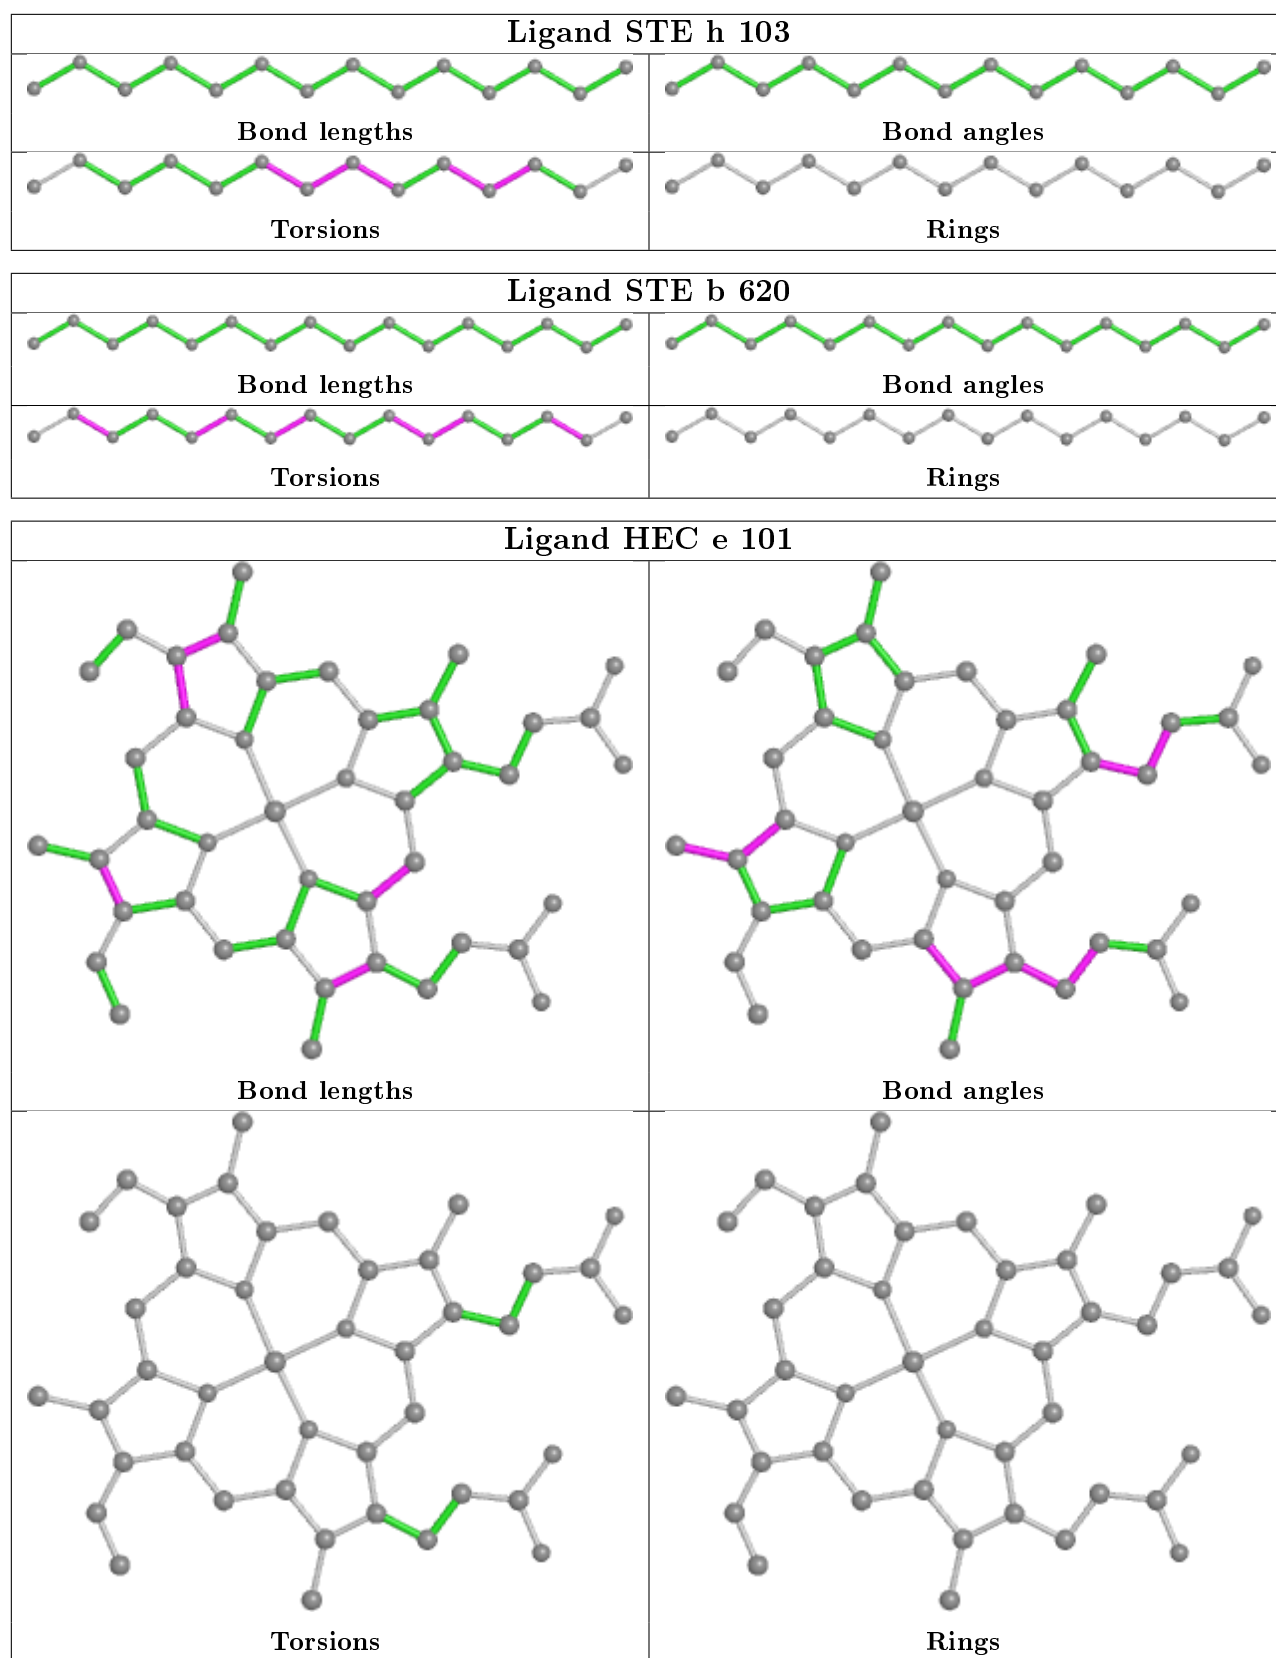 Ligand STE h 103
Bond lengths
Bond angles
Torsions
Rings
Ligand STE b 620
Bond lengths
Bond angles
Torsions
Rings
Ligand HEC e 101
Bond lengths
Bond angles
Torsions
Rings